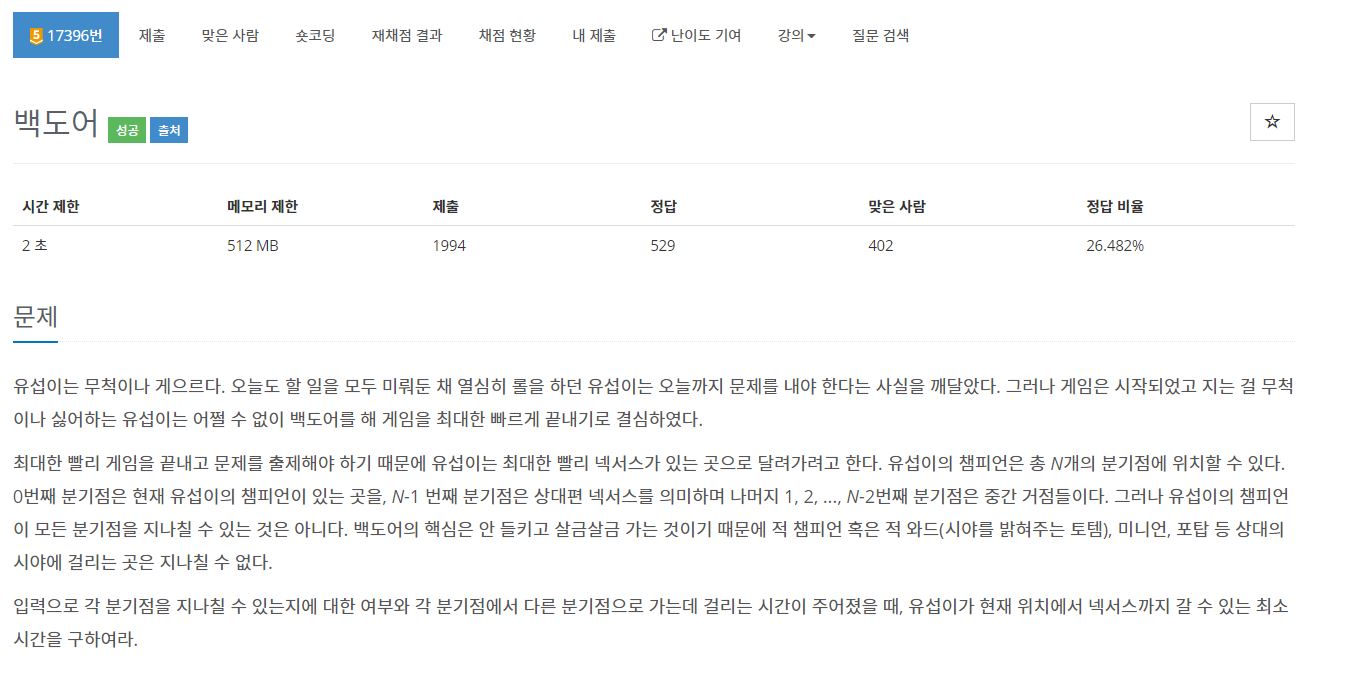 5 17396번 제출 맞은 사람 숏코딩 재채점 결과 채점 현황 내 제출 난이도 기여 강의 질문 검색
백도어 성공 출처
시간 제한 메모리 제한 제출 정답 맞은 사람 정답 비율
2 초 512 MB 1994 529 402 26.482%
문제
유섭이는 무척이나 게으르다. 오늘도 할 일을 모두 미뤄둔 채 열심히 롤을 하던 유섭이는 오늘까지 문제를 내야 한다는 사실을 깨달았다. 그러나 게임은 시작되었고 지는 걸 무척
이나 싫어하는 유섭이는 어쩔 수 없이 백도어를 해 게임을 최대한 빠르게 끝내기로 결심하였다.
최대한 빨리 게임을 끝내고 문제를 출제해야 하기 때문에 유섭이는 최대한 빨리 넥서스가 있는 곳으로 달려가려고 한다. 유섭이의 챔피언은 총 N개의 분기점에 위치할 수 있다.
0번째 분기점은 현재 유섭이의 챔피언이 있는 곳을, N-1 번째 분기점은 상대편 넥서스를 의미하며 나머지 1, 2, ..., N-2번째 분기점은 중간 거점들이다. 그러나 유섭이의 챔피언
이 모든 분기점을 지나칠 수 있는 것은 아니다. 백도어의 핵심은 안 들키고 살금살금 가는 것이기 때문에 적 챔피언 혹은 적 와드(시야를 밝혀주는 토템), 미니언, 포탑 등 상대의
시야에 걸리는 곳은 지나칠 수 없다.
입력으로 각 분기점을 지나칠 수 있는지에 대한 여부와 각 분기점에서 다른 분기점으로 가는데 걸리는 시간이 주어졌을 때, 유섭이가 현재 위치에서 넥서스까지 갈 수 있는 최소
시간을 구하여라.